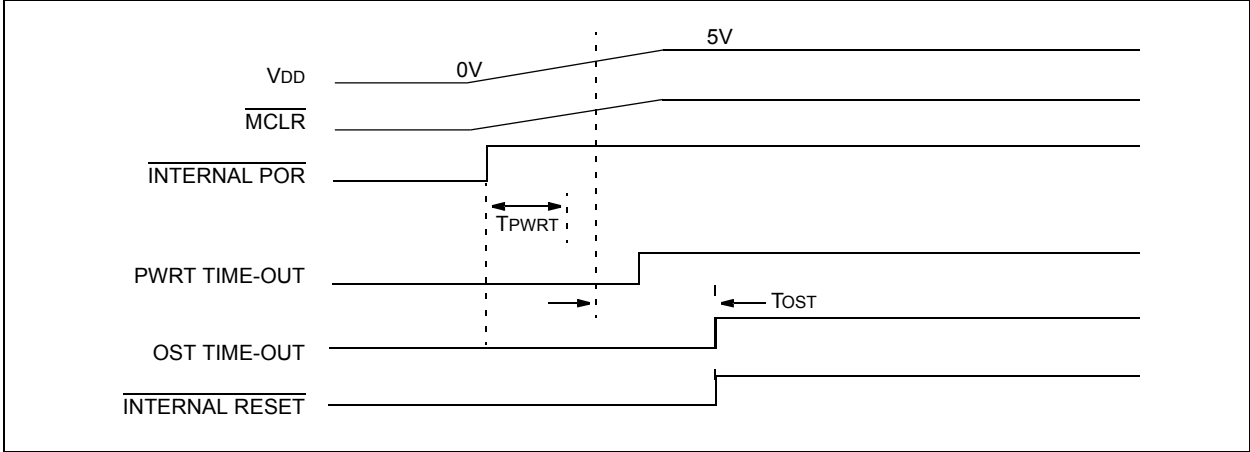 5V
VDD 0V
MCLR
INTERNAL POR
TPWRT
PWRT TIME-OUT
TOST
OST TIME-OUT
INTERNAL RESET